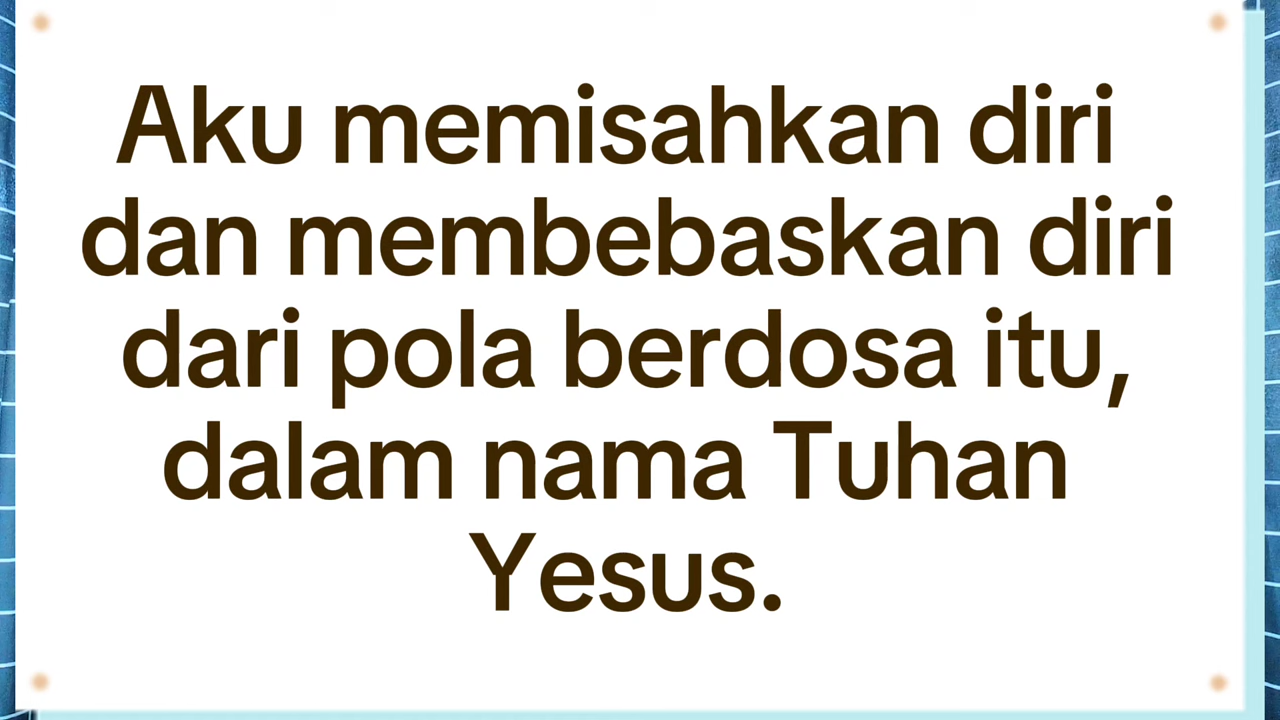 Aku memisahkan diri
dan membebaskan diri
dari pola berdosa itu,
dalam nama Tuhan
Yesus.